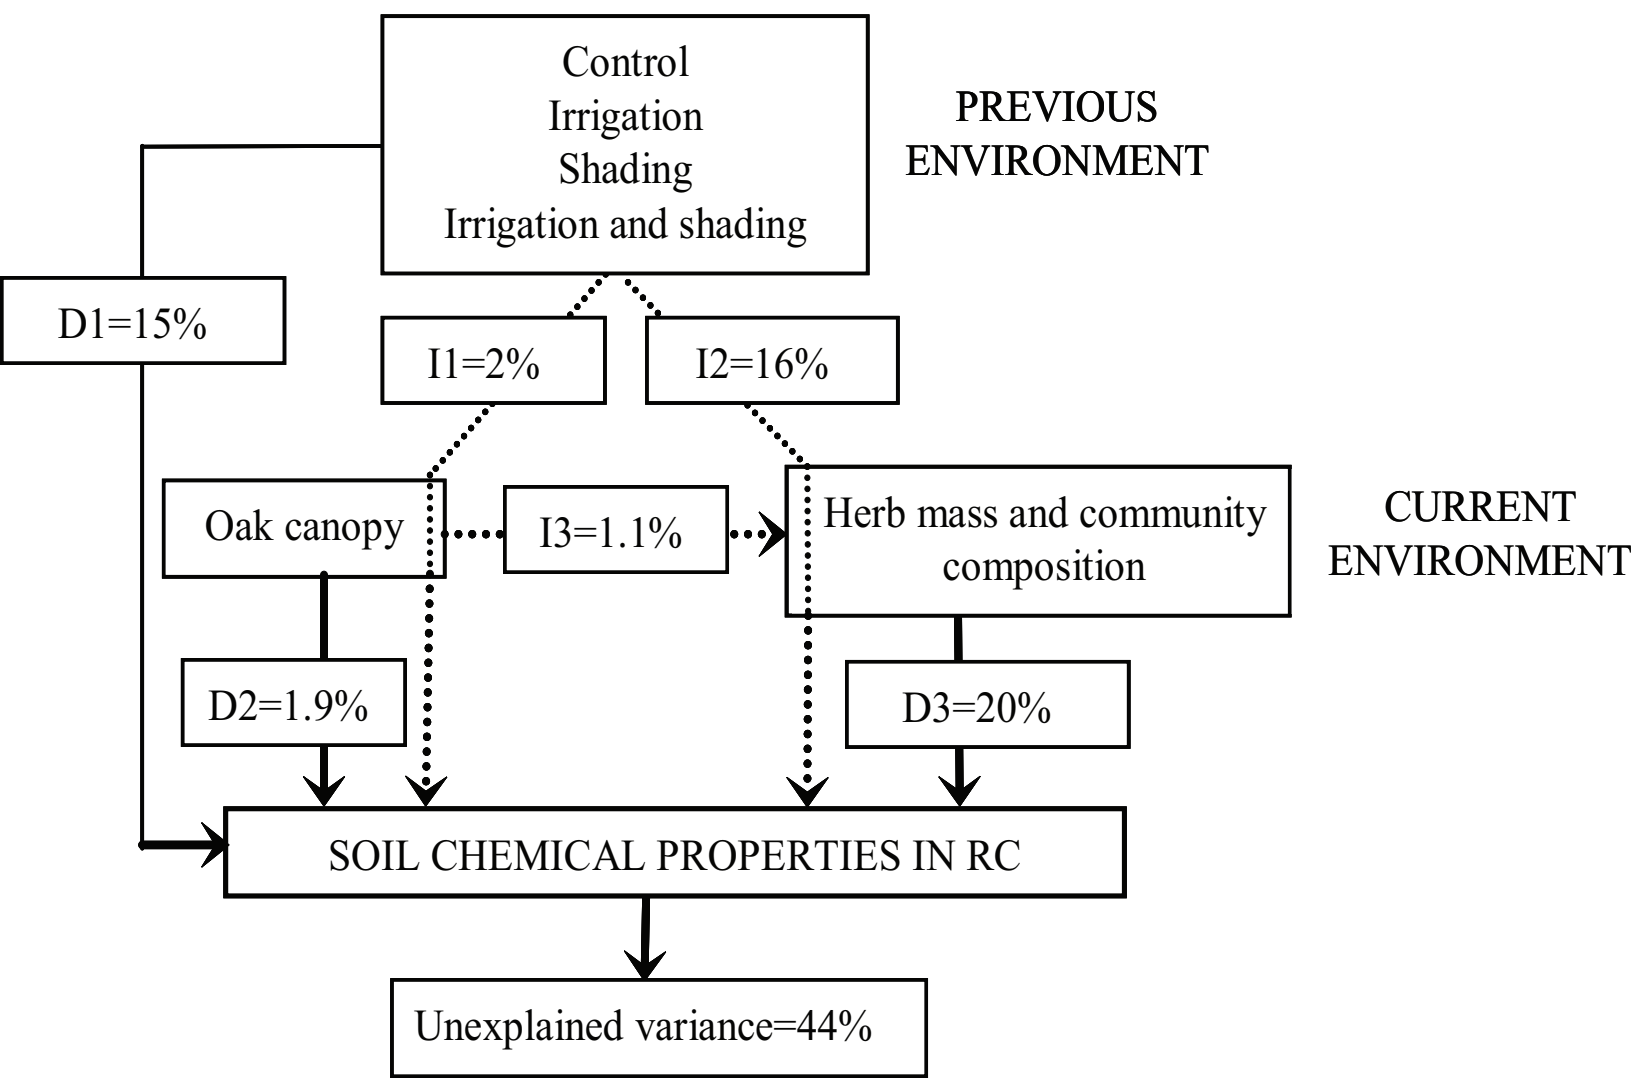 Control
Irrigation
Shading
Irrigation and shading
PREVIOUS
ENVIRONMENT
D1=15%
I1=2%
I2=16%
Oak canopy
I3=1.1%
Herb mass and community
composition
CURRENT
ENVIRONMENT
D2=1.9%
D3=20%
SOIL CHEMICAL PROPERTIES IN RC
Unexplained variance=44%